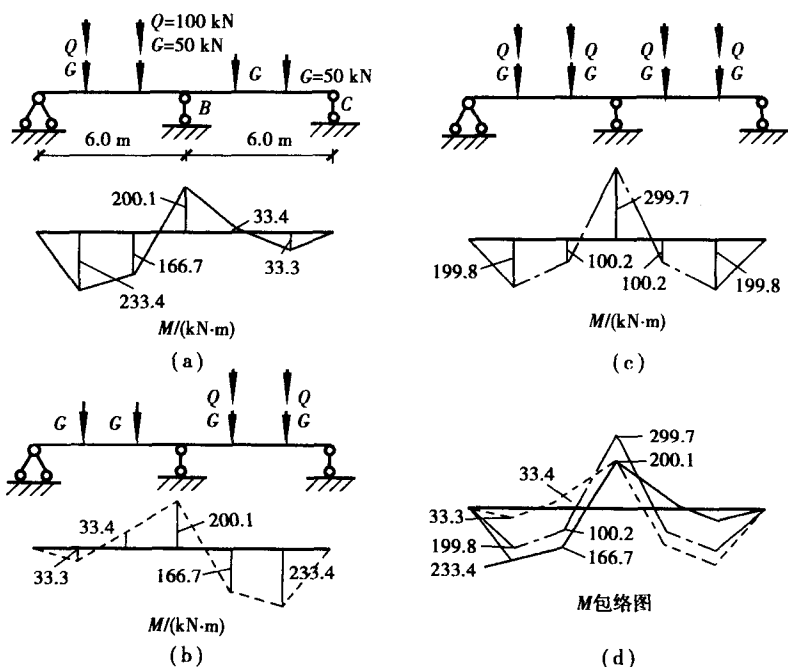 Q=100 kN
Q
G=50 kN
G
G
G=50 kN
B
C
6.0 m
6.0 m
200.1
33.4
166.7
33.3
233.4
M/(kN·m)
(a)
Q
Q
Q
Q
G
G
G
G
299.7
199.8
100.2
100.2
199.8
M/(kN·m)
(c)
Q
Q
G
G
G
G
33.4
200.1
33.3
166.7
233.4
M/(kN·m)
(b)
299.7
200.1
33.4
33.3
199.8
100.2
233.4
166.7
M包络图
(d)